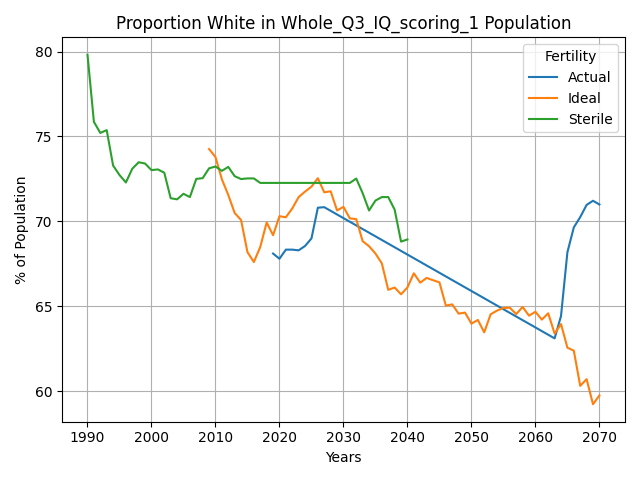 Proportion White in Whole_Q3_IQ_scoring_1 Population
Fertility
Actual
Ideal
Sterile
% of Population
80
75
70
65
60
1990 2000 2010 2020 2030 2040 2050 2060 2070
Years